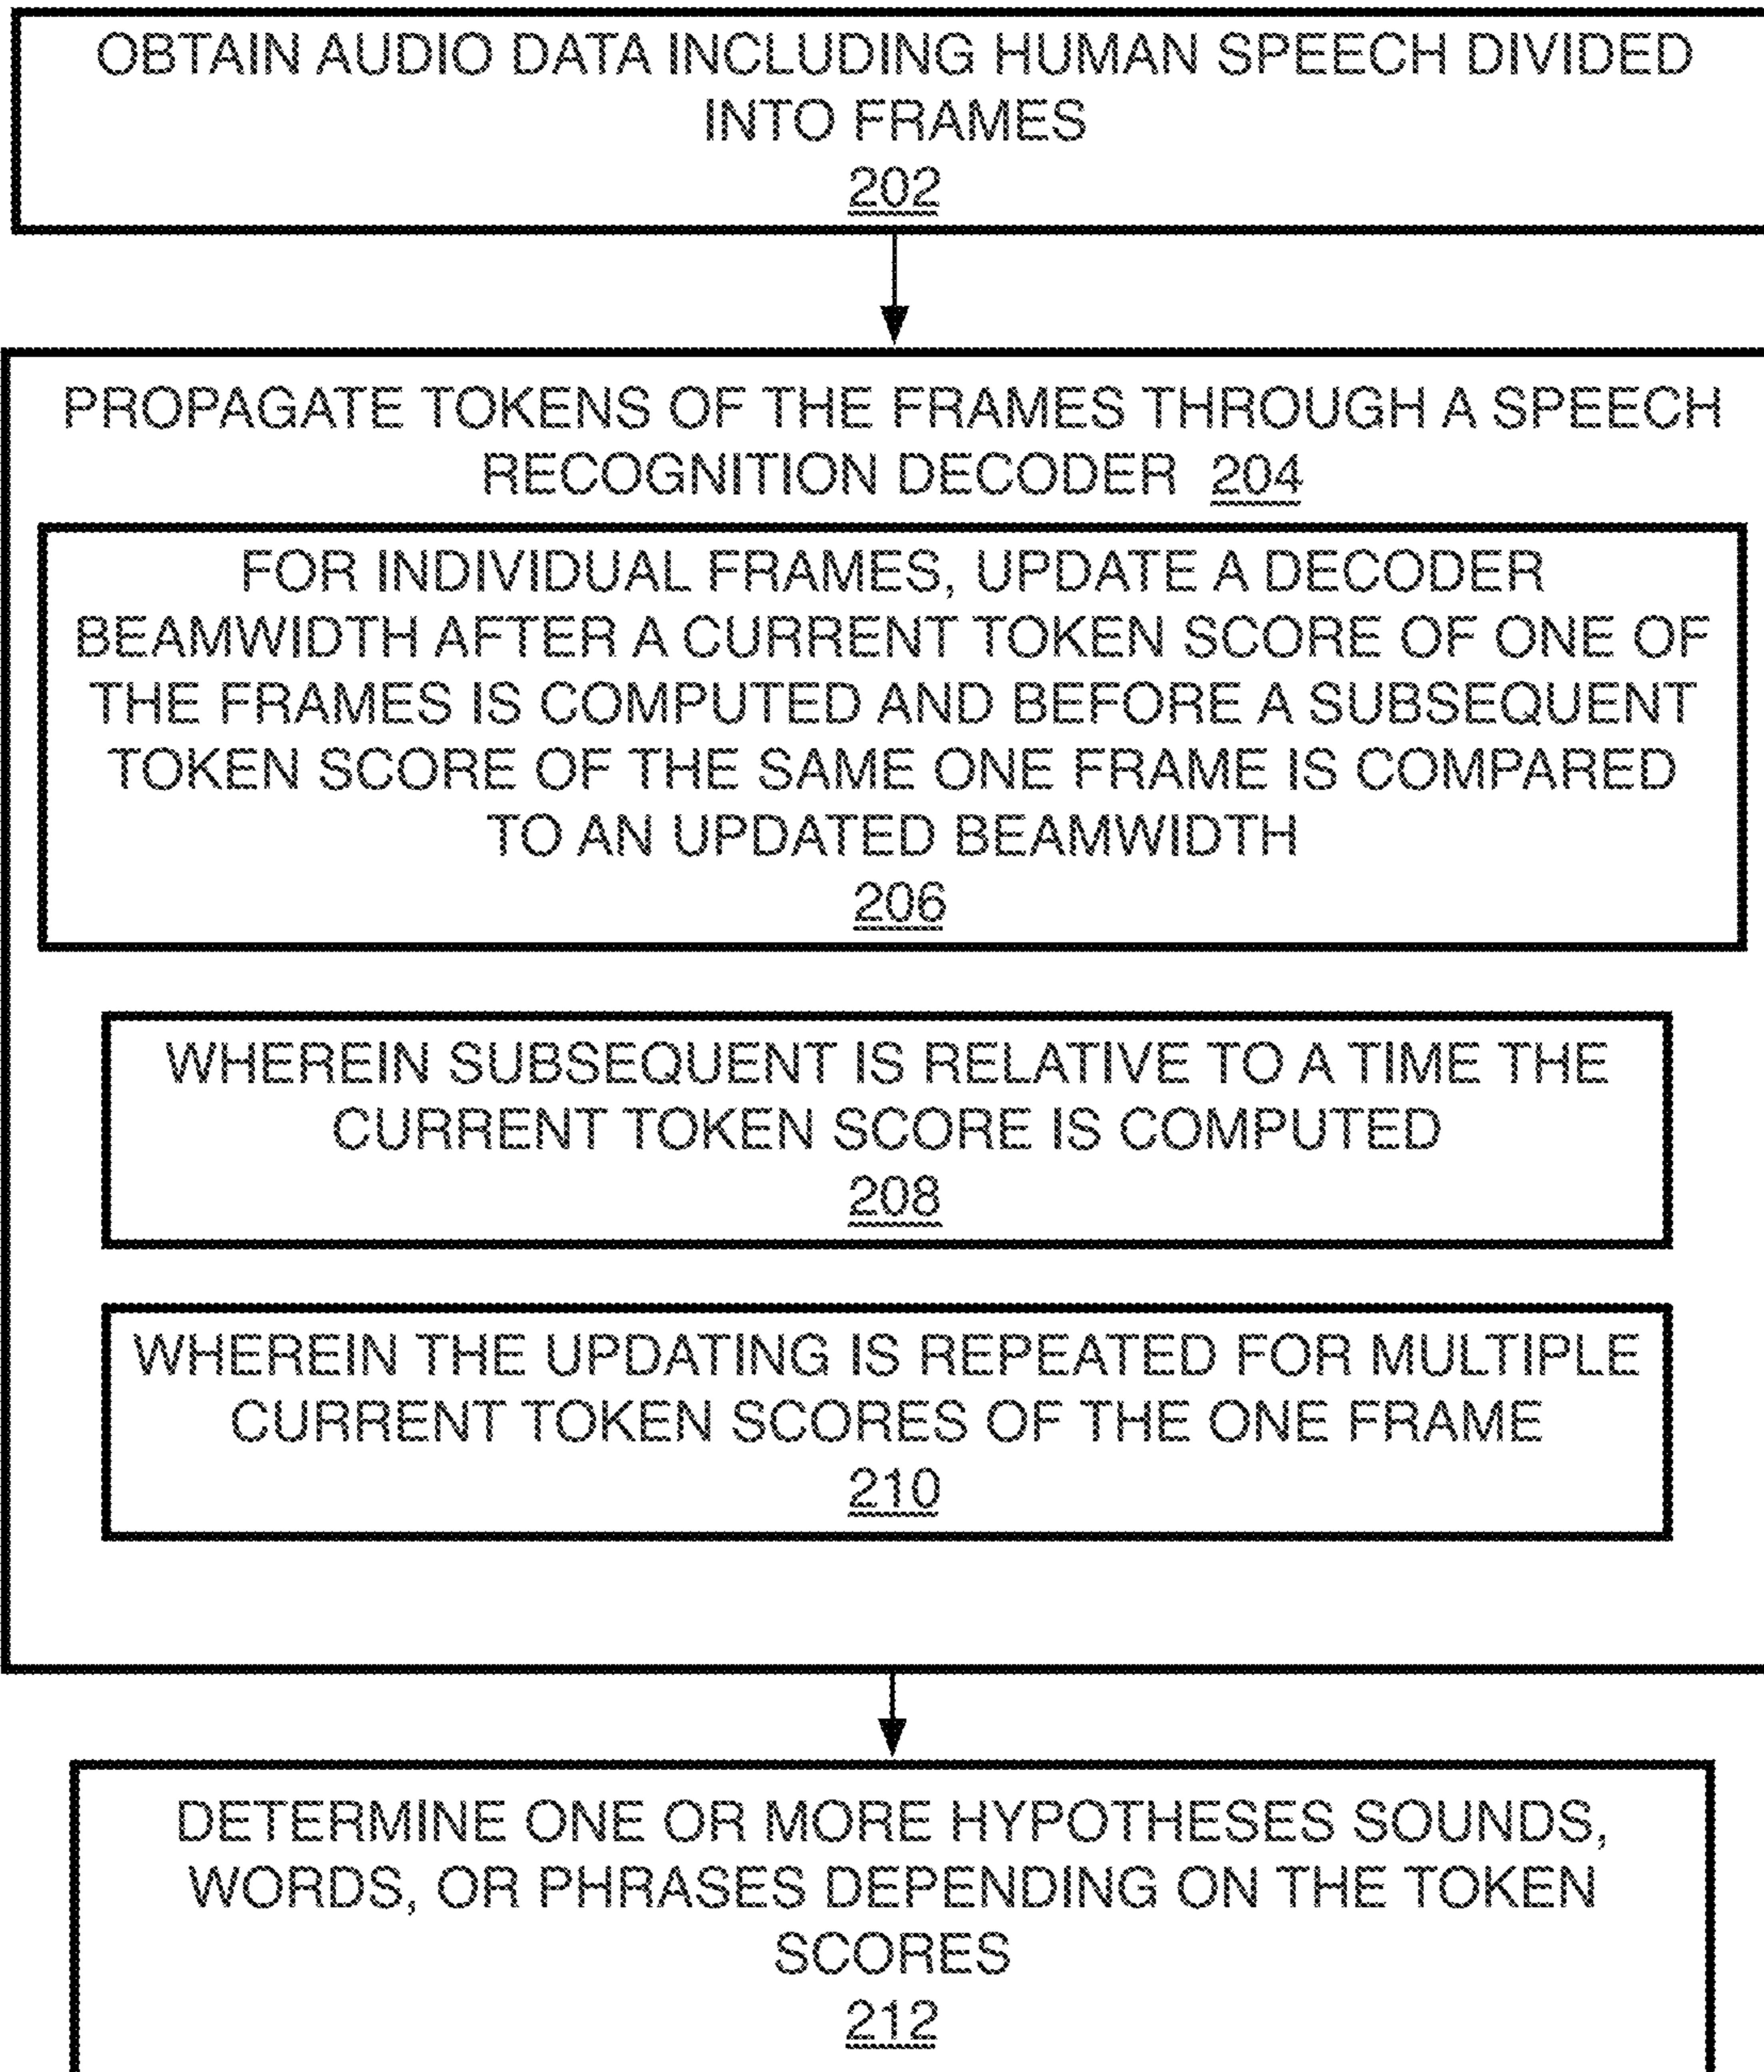 OBTAIN AUDIO DATA INCLUDING HUMAN SPEECH DIVIDED
INTO FRAMES
202
PROPAGATE TOKENS OF THE FRAMES THROUGH A SPEECH
RECOGNITION DECODER 204
FOR INDIVIDUAL FRAMES, UPDATE A DECODER
BEAMWIDTH AFTER A CURRENT TOKEN SCORE OF ONE OF
THE FRAMES IS COMPUTED AND BEFORE A SUBSEQUENT
TOKEN SCORE OF THE SAME ONE FRAME IS COMPARED
TO AN UPDATED BEAMWIDTH
206
WHEREIN SUBSEQUENT IS RELATIVE TO A TIME THE
CURRENT TOKEN SCORE IS COMPUTED
208
WHEREIN THE UPDATING IS REPEATED FOR MULTIPLE
CURRENT TOKEN SCORES OF THE ONE FRAME
210
DETERMINE ONE OR MORE HYPOTHESES SOUNDS,
WORDS, OR PHRASES DEPENDING ON THE TOKEN
SCORES
212